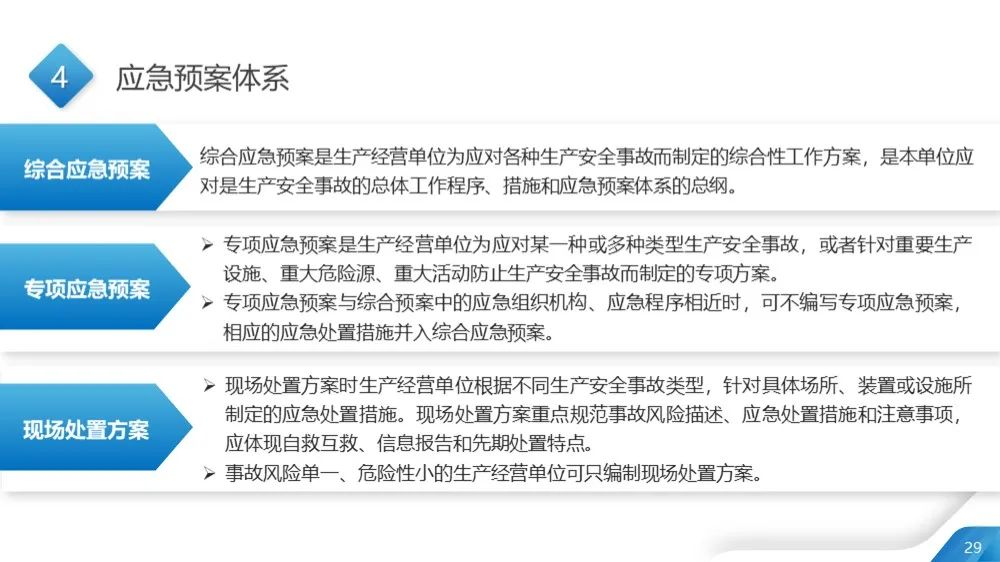 4
应急预案体系
综合应急预案
综合应急预案是生产经营单位为应对各种生产安全事故而制定的综合性工作方案，是本单位应
对是生产安全事故的总体工作程序、措施和应急预案体系的总纲。
专项应急预案
➢ 专项应急预案是生产经营单位为应对某一种或多种类型生产安全事故，或者针对重要生产
设施、重大危险源、重大活动防止生产安全事故而制定的专项方案。
➢ 专项应急预案与综合预案中的应急组织机构、应急程序相近时，可不编写专项应急预案，
相应的应急处置措施并入综合应急预案。
现场处置方案
➢ 现场处置方案时生产经营单位根据不同生产安全事故类型，针对具体场所、装置或设施所
制定的应急处置措施。现场处置方案重点规范事故风险描述、应急处置措施和注意事项，
应体现自救互救、信息报告和先期处置特点。
➢ 事故风险单一、危险性小的生产经营单位可只编制现场处置方案。
29